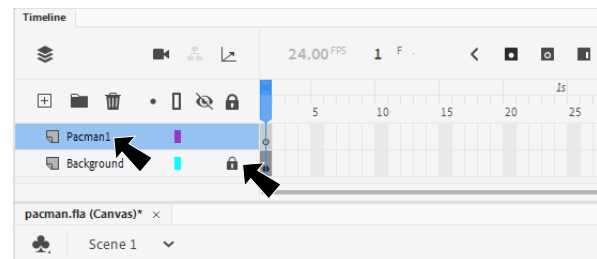 Timeline
24.00 FPS 1 F
1s
5 10 15 20 25
Pacman1
Background
pacman.fla (Canvas)* ×
Scene 1